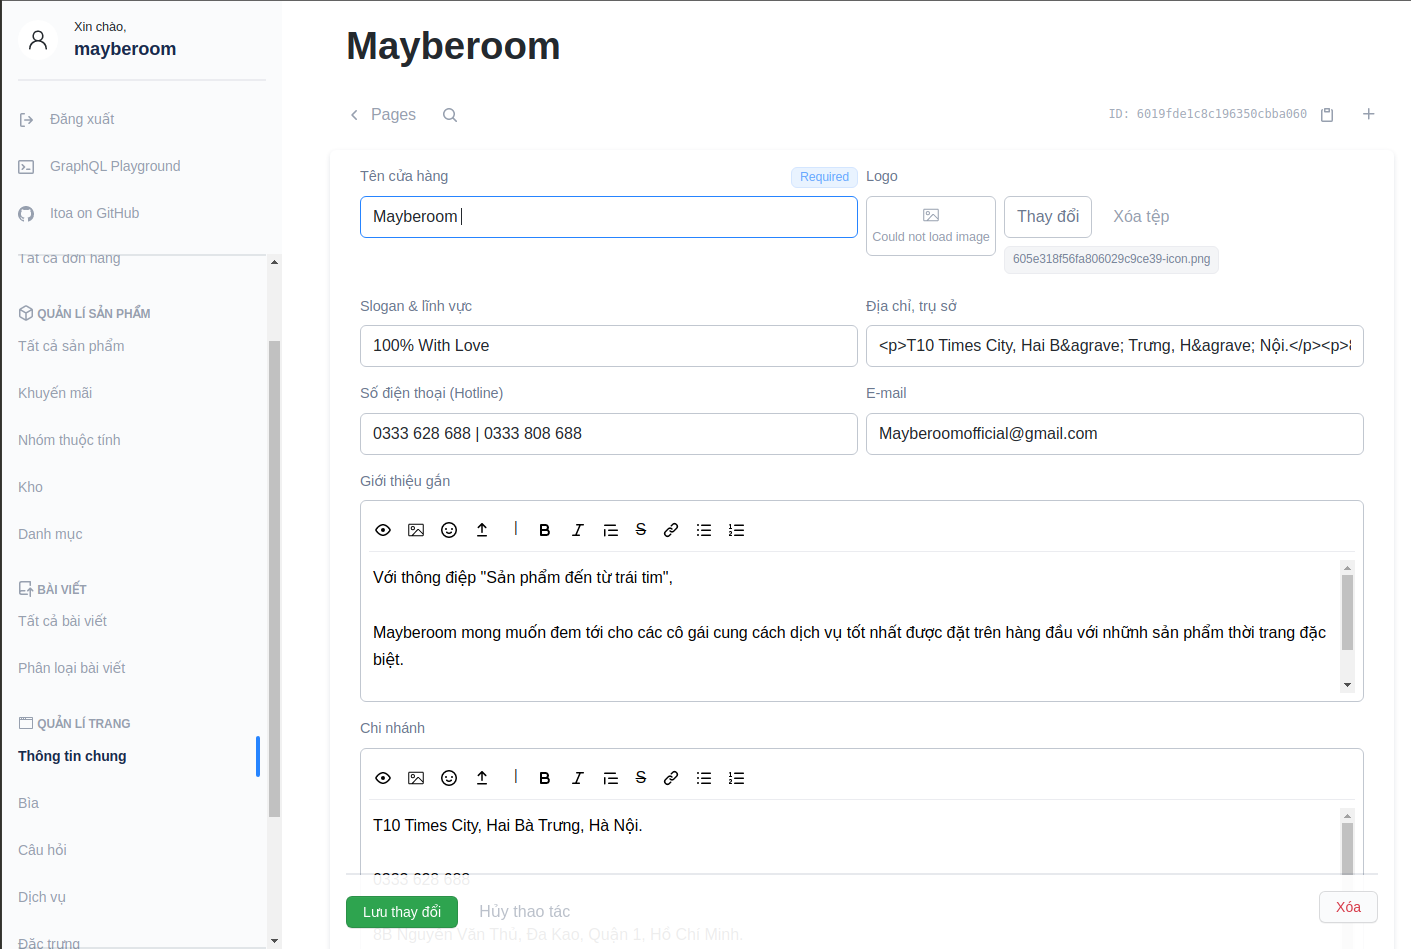 Xin chào,
mayberoom
Đăng xuất
GraphQL Playground
Itoa on GitHub
Tất cả đơn hàng
QUẢN LÍ SẢN PHẨM
Tất cả sản phẩm
Khuyến mãi
Nhóm thuộc tính
Kho
Danh mục
BÀI VIẾT
Tất cả bài viết
Phân loại bài viết
QUẢN LÍ TRANG
Thông tin chung
Bìa
Câu hỏi
Dịch vụ
Đặc trưng
Mayberoom
Pages
ID: 6019fde1c8c196350cbba060
Tên cửa hàng
Required
Mayberoom
Logo
Could not load image
Thay đổi
Xóa tệp
605e318f56fa806029c9ce39-icon.png
Slogan & lĩnh vực
100% With Love
Địa chỉ, trụ sở
<p>T10 Times City, Hai B&agrave; Trưng, H&agrave; Nội.</p><p>
Số điện thoại (Hotline)
0333 628 688 | 0333 808 688
E-mail
Mayberoomofficial@gmail.com
Giới thiệu gắn
Với thông điệp "Sản phẩm đến từ trái tim",
Mayberoom mong muốn đem tới cho các cô gái cung cách dịch vụ tốt nhất được đặt trên hàng đầu với những sản phẩm thời trang đặc
biệt.
Chi nhánh
T10 Times City, Hai Bà Trưng, Hà Nội.
0333 628 688
Lưu thay đổi
Hủy thao tác
Xóa
8B Nguyễn Văn Thủ, Đa Kao, Quận 1, Hồ Chí Minh,